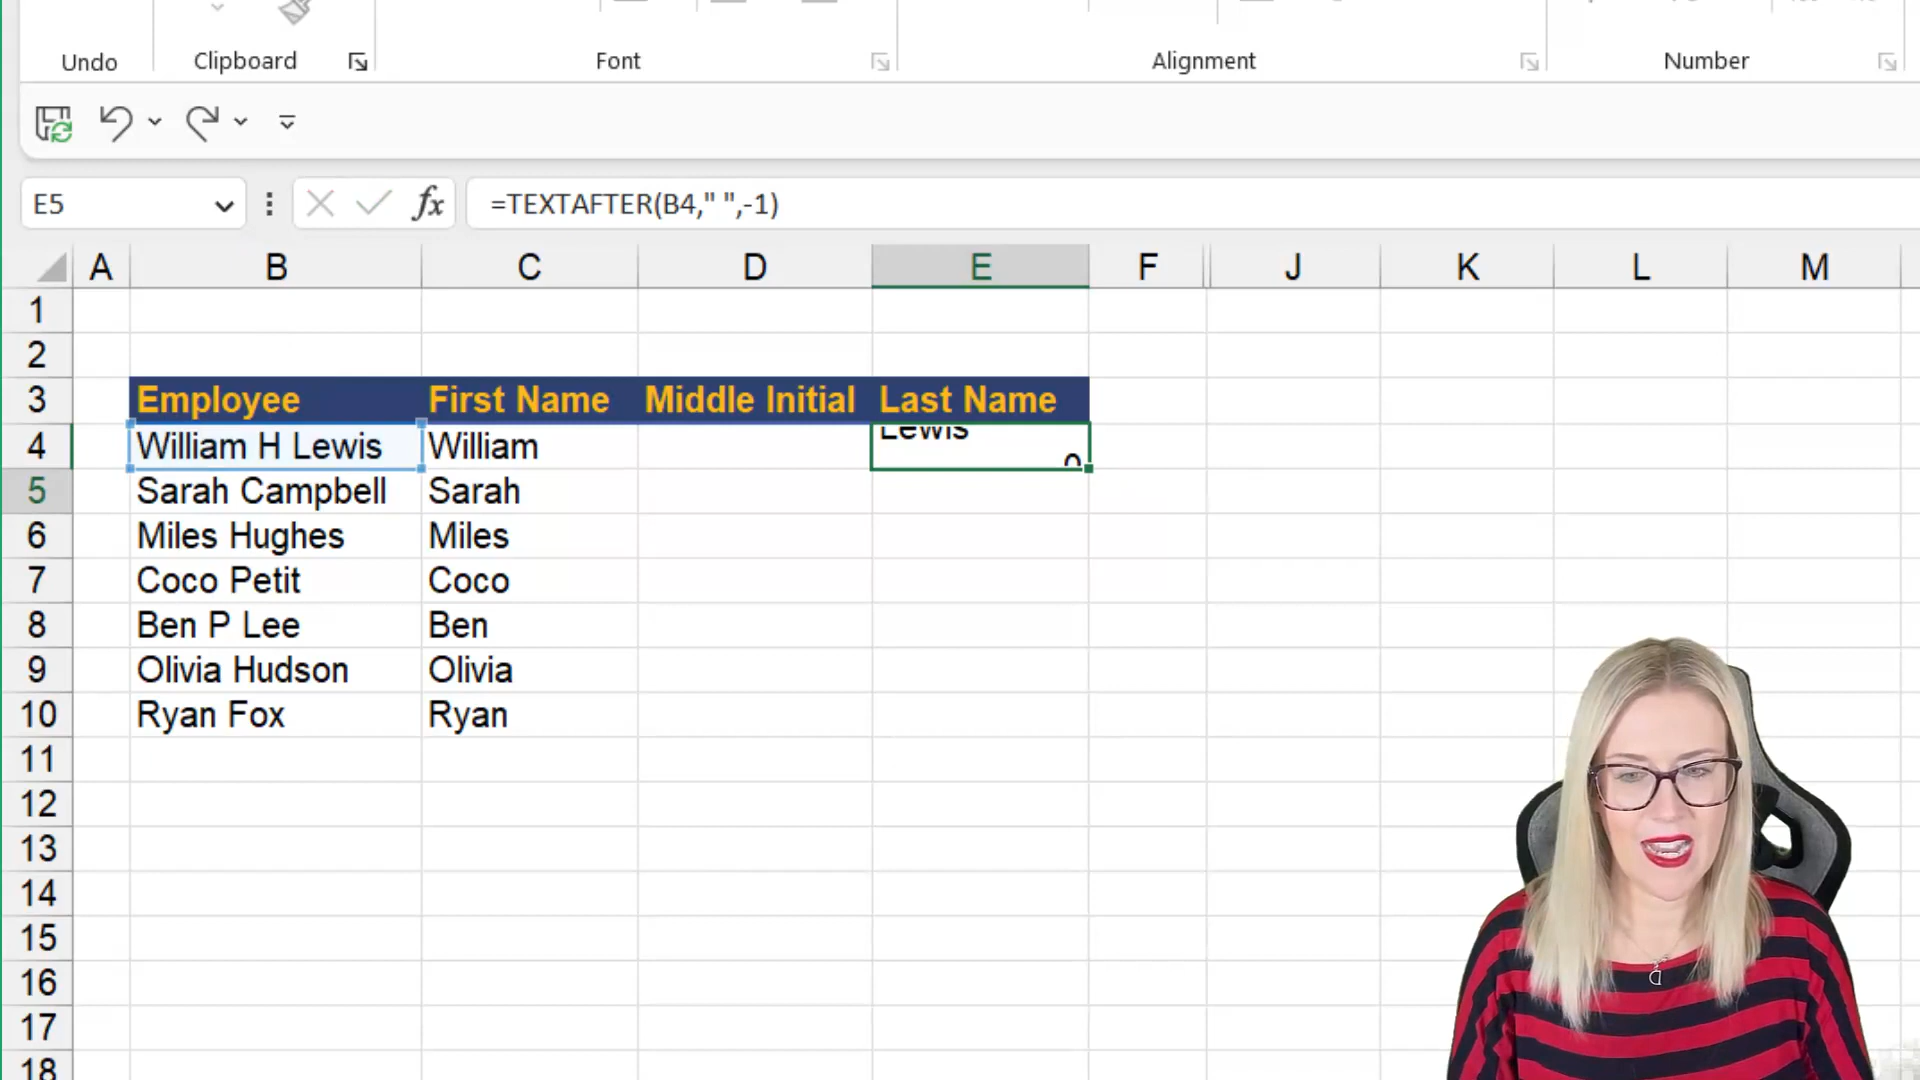 Undo
Clipboard
Font
Alignment
Number
E5
fx
=TEXTAFTER(B4," ",-1)
A B C D E F J K L M
1
2
3 Employee First Name Middle Initial Last Name
4 William H Lewis William Lewis
5 Sarah Campbell Sarah
6 Miles Hughes Miles
7 Coco Petit Coco
8 Ben P Lee Ben
9 Olivia Hudson Olivia
10 Ryan Fox Ryan
11
12
13
14
15
16
17
18